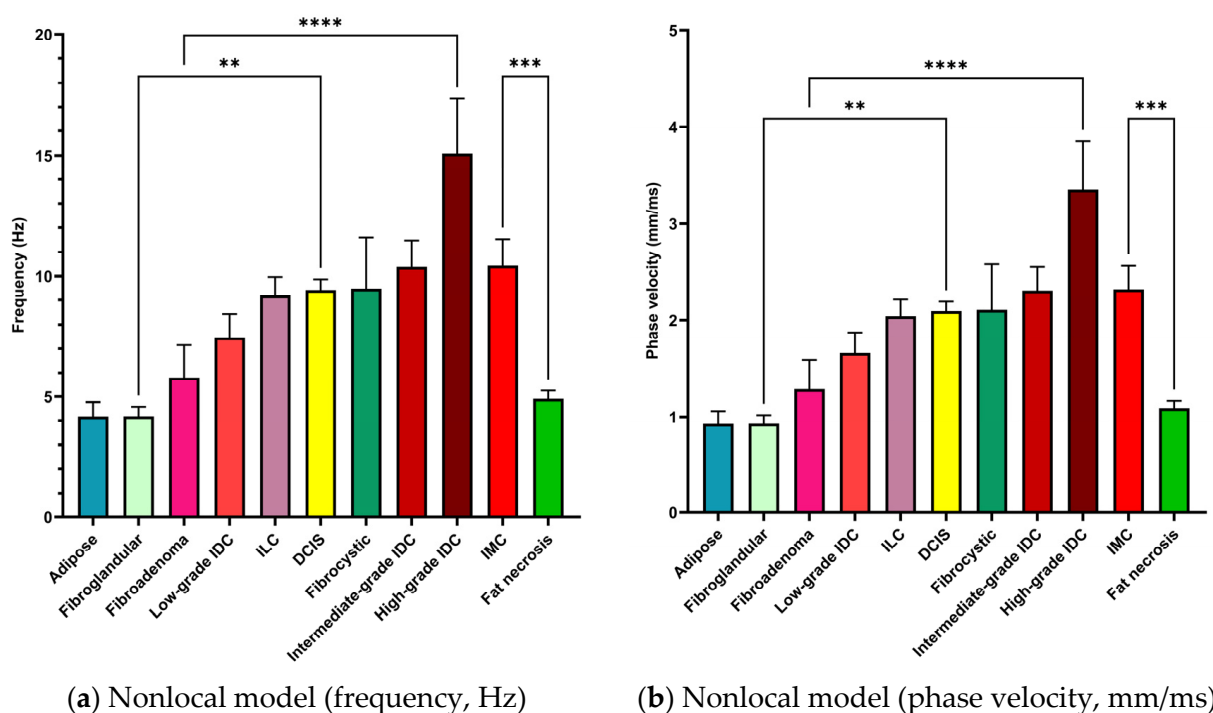 ****
**
***
20
15
10
5
0
Frequency (Hz)
Adipose
Fibroglandular
Fibroadenoma
Low-grade IDC
ILC
DCIS
Fibrocystic
Intermediate-grade IDC
High-grade IDC
IMC
Fat necrosis
(a) Nonlocal model (frequency, Hz)
****
**
***
5
4
3
2
1
0
Phase velocity (mm/ms)
Adipose
Fibroglandular
Fibroadenoma
Low-grade IDC
ILC
DCIS
Fibrocystic
Intermediate-grade IDC
High-grade IDC
IMC
Fat necrosis
(b) Nonlocal model (phase velocity, mm/ms)